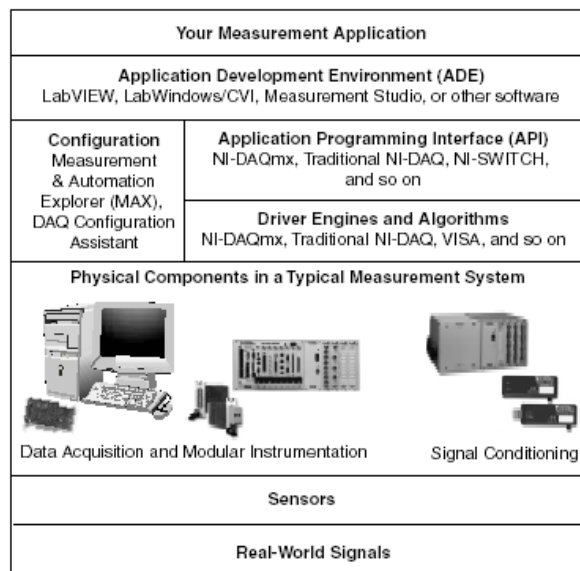 Your Measurement Application
Application Development Environment (ADE)
LabVIEW, LabWindows/CVI, Measurement Studio, or other software
Configuration
Measurement
& Automation
Explorer (MAX),
DAQ Configuration
Assistant
Application Programming Interface (API)
NI-DAQmx, Traditional NI-DAQ, NI-SWITCH,
and so on
Driver Engines and Algorithms
NI-DAQmx, Traditional NI-DAQ, VISA, and so on
Physical Components in a Typical Measurement System
Data Acquisition and Modular Instrumentation
Signal Conditioning
Sensors
Real-World Signals